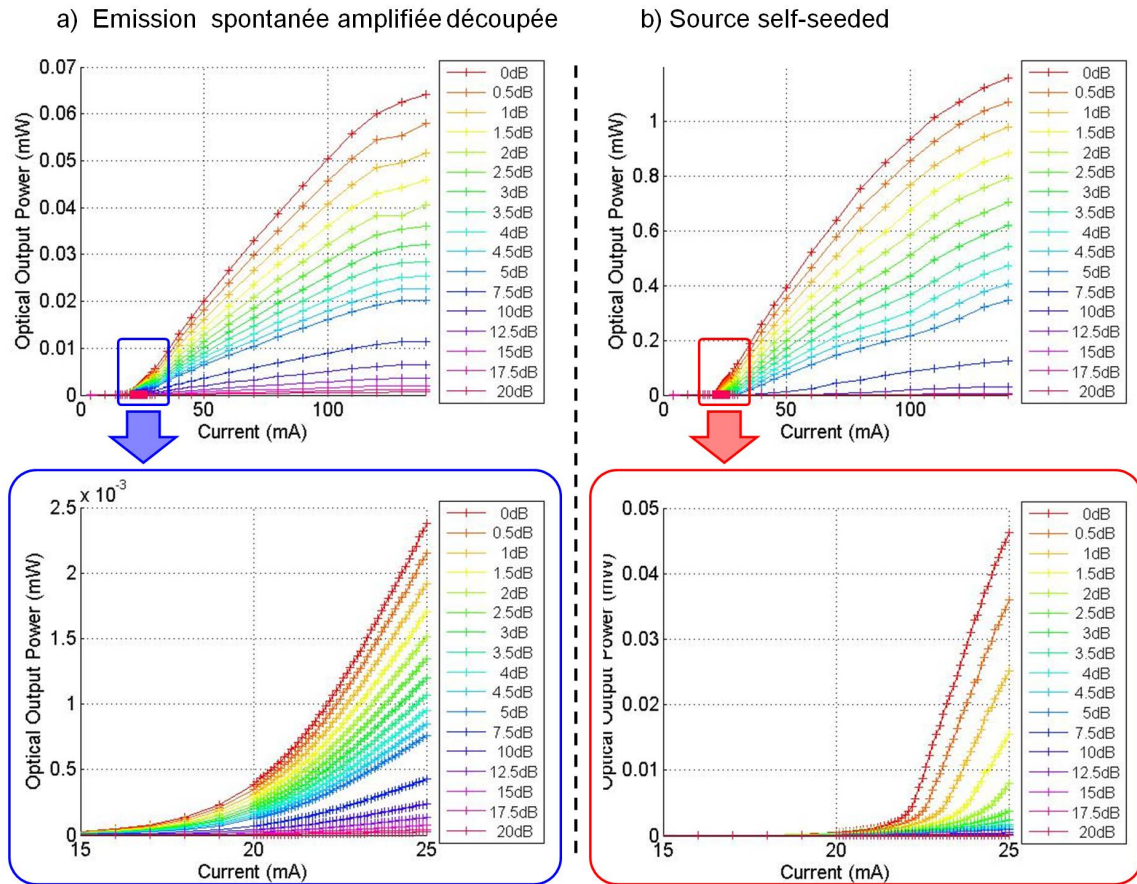 a) Emission spontanée amplifiée découpée
b) Source self-seeded
0.07
0.06
0.05
0.04
0.03
0.02
0.01
0
50
100
Optical Output Power (mW)
Current (mA)
0dB
0.5dB
1dB
1.5dB
2dB
2.5dB
3dB
3.5dB
4dB
4.5dB
5dB
7.5dB
10dB
12.5dB
15dB
17.5dB
20dB
1
0.8
0.6
0.4
0.2
0
0
50
100
Optical Output Power (mW)
Current (mA)
0dB
0.5dB
1dB
1.5dB
2dB
2.5dB
3dB
3.5dB
4dB
4.5dB
5dB
7.5dB
10dB
12.5dB
15dB
17.5dB
20dB
x 10⁻³
2.5
2
1.5
1
0.5
0
15
20
25
Optical Output Power (mW)
Current (mA)
0dB
0.5dB
1dB
1.5dB
2dB
2.5dB
3dB
3.5dB
4dB
4.5dB
5dB
7.5dB
10dB
12.5dB
15dB
17.5dB
20dB
0.05
0.04
0.03
0.02
0.01
0
15
20
25
Optical Output Power (mW)
Current (mA)
0dB
0.5dB
1dB
1.5dB
2dB
2.5dB
3dB
3.5dB
4dB
4.5dB
5dB
7.5dB
10dB
12.5dB
15dB
17.5dB
20dB